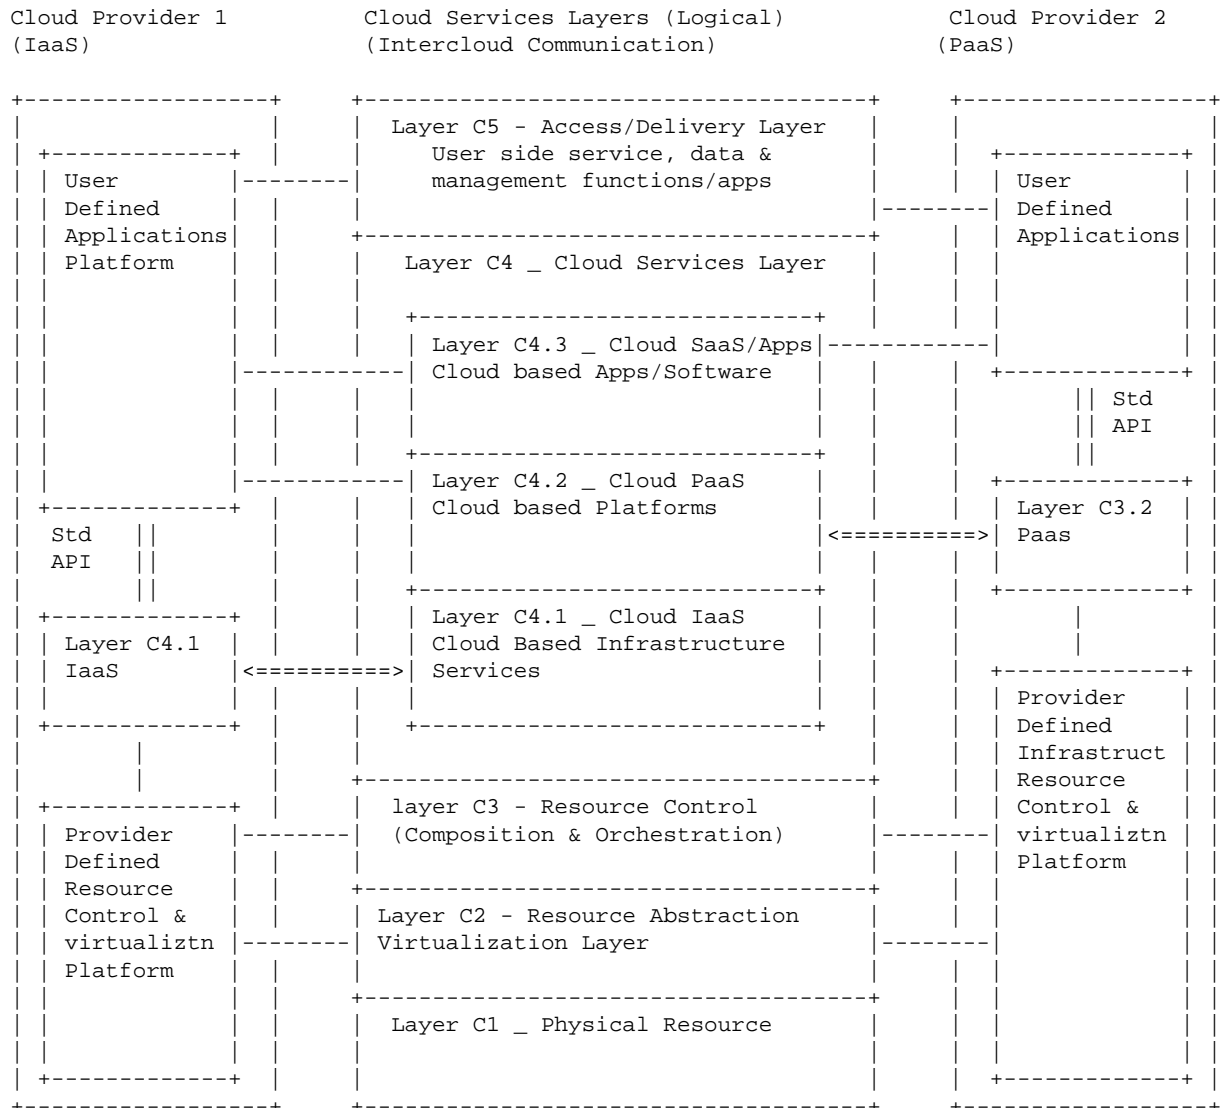 Cloud Provider 1
(IaaS)
Cloud Services Layers (Logical)
(Intercloud Communication)
Cloud Provider 2
(PaaS)
User
Defined
Applications
Platform
Std
API
Layer C4.1
IaaS
Provider
Defined
Resource
Control &
virtualiztn
Platform
Layer C5 - Access/Delivery Layer
User side service, data &
management functions/apps
Layer C4 _ Cloud Services Layer
Layer C4.3 _ Cloud SaaS/Apps
Cloud based Apps/Software
Layer C4.2 _ Cloud PaaS
Cloud based Platforms
Layer C4.1 _ Cloud IaaS
Cloud Based Infrastructure
Services
layer C3 - Resource Control
(Composition & Orchestration)
Layer C2 - Resource Abstraction
Virtualization Layer
Layer C1 _ Physical Resource
User
Defined
Applications
Std
API
Layer C3.2
Paas
Provider
Defined
Infrastruct
Resource
Control &
virtualiztn
Platform